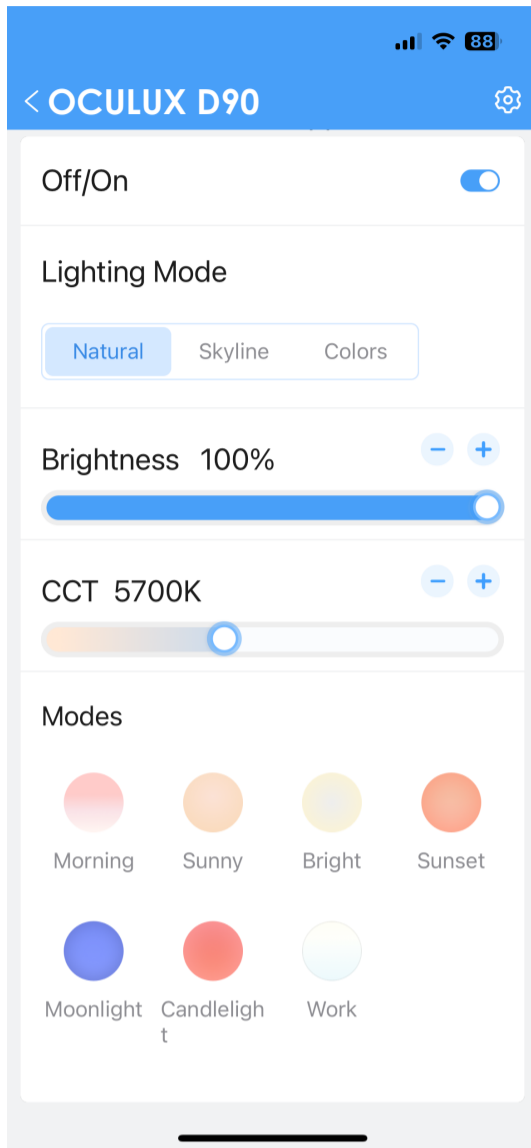 88
OCULUX D90
Off/On
Lighting Mode
Natural Skyline Colors
Brightness 100%
CCT 5700K
Modes
Morning Sunny Bright Sunset
Moonlight Candleligh Work
t